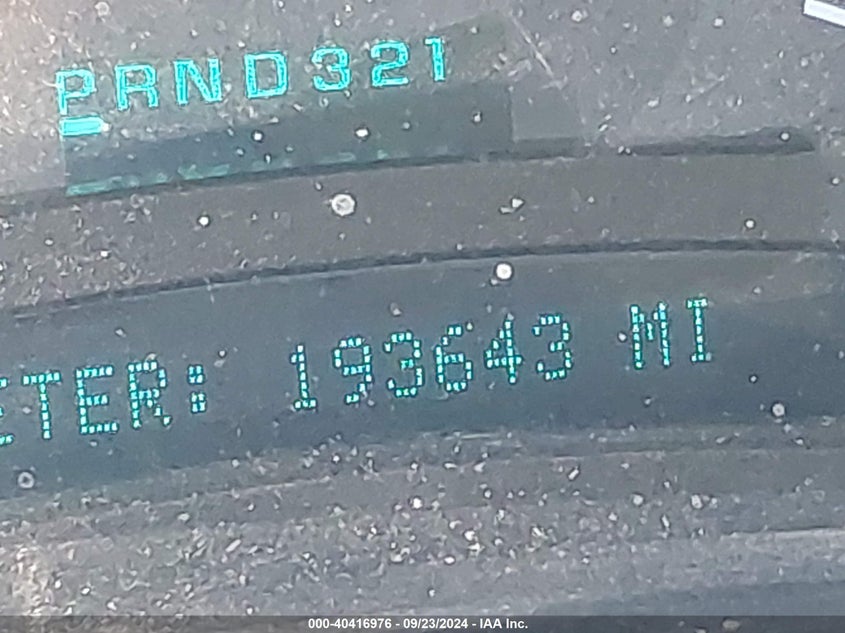 PRND321
ETER: 193643 MI
000-40416976 - 09/23/2024 - IAA Inc.